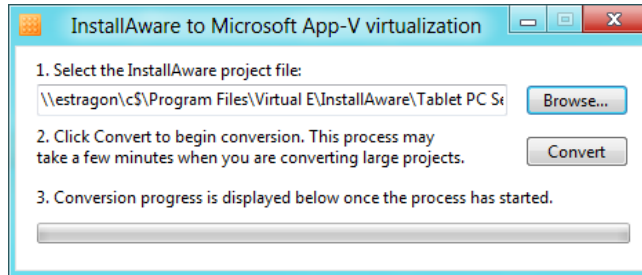 InstallAware to Microsoft App-V virtualization
1. Select the InstallAware project file:
\\estragon\c$\Program Files\Virtual E\InstallAware\Tablet PC Se
Browse...
2. Click Convert to begin conversion. This process may
take a few minutes when you are converting large projects.
Convert
3. Conversion progress is displayed below once the process has started.